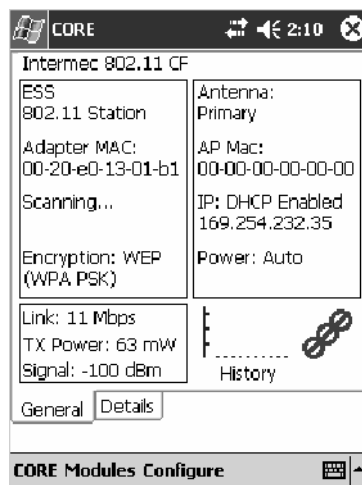 CORE 2:10
Intermec 802.11 CF
ESS
802.11 Station
Adapter MAC:
00-20-e0-13-01-b1
Scanning...
Encryption: WEP
(WPA PSK)
Antenna:
Primary
AP Mac:
00-00-00-00-00-00
IP: DHCP Enabled
169.254.232.35
Power: Auto
Link: 11 Mbps
TX Power: 63 mW
Signal: -100 dBm
History
General Details
CORE Modules Configure